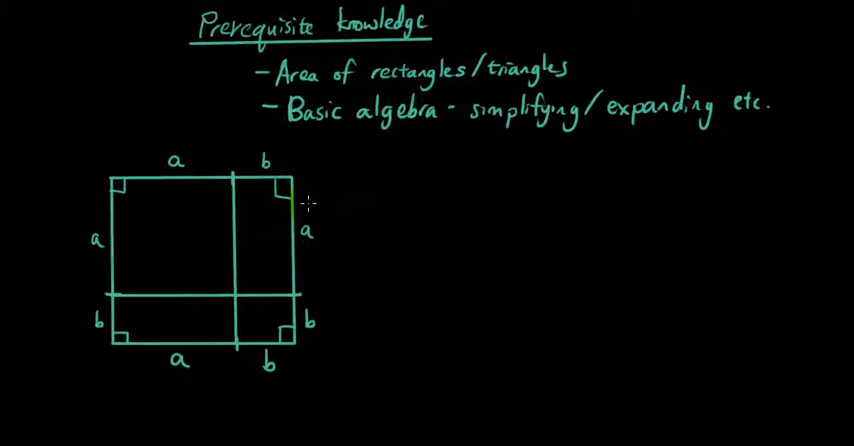 Prerequisite knowledge
- Area of rectangles/triangles
- Basic algebra - simplifying/expanding etc.
a b
a a
b b
a b